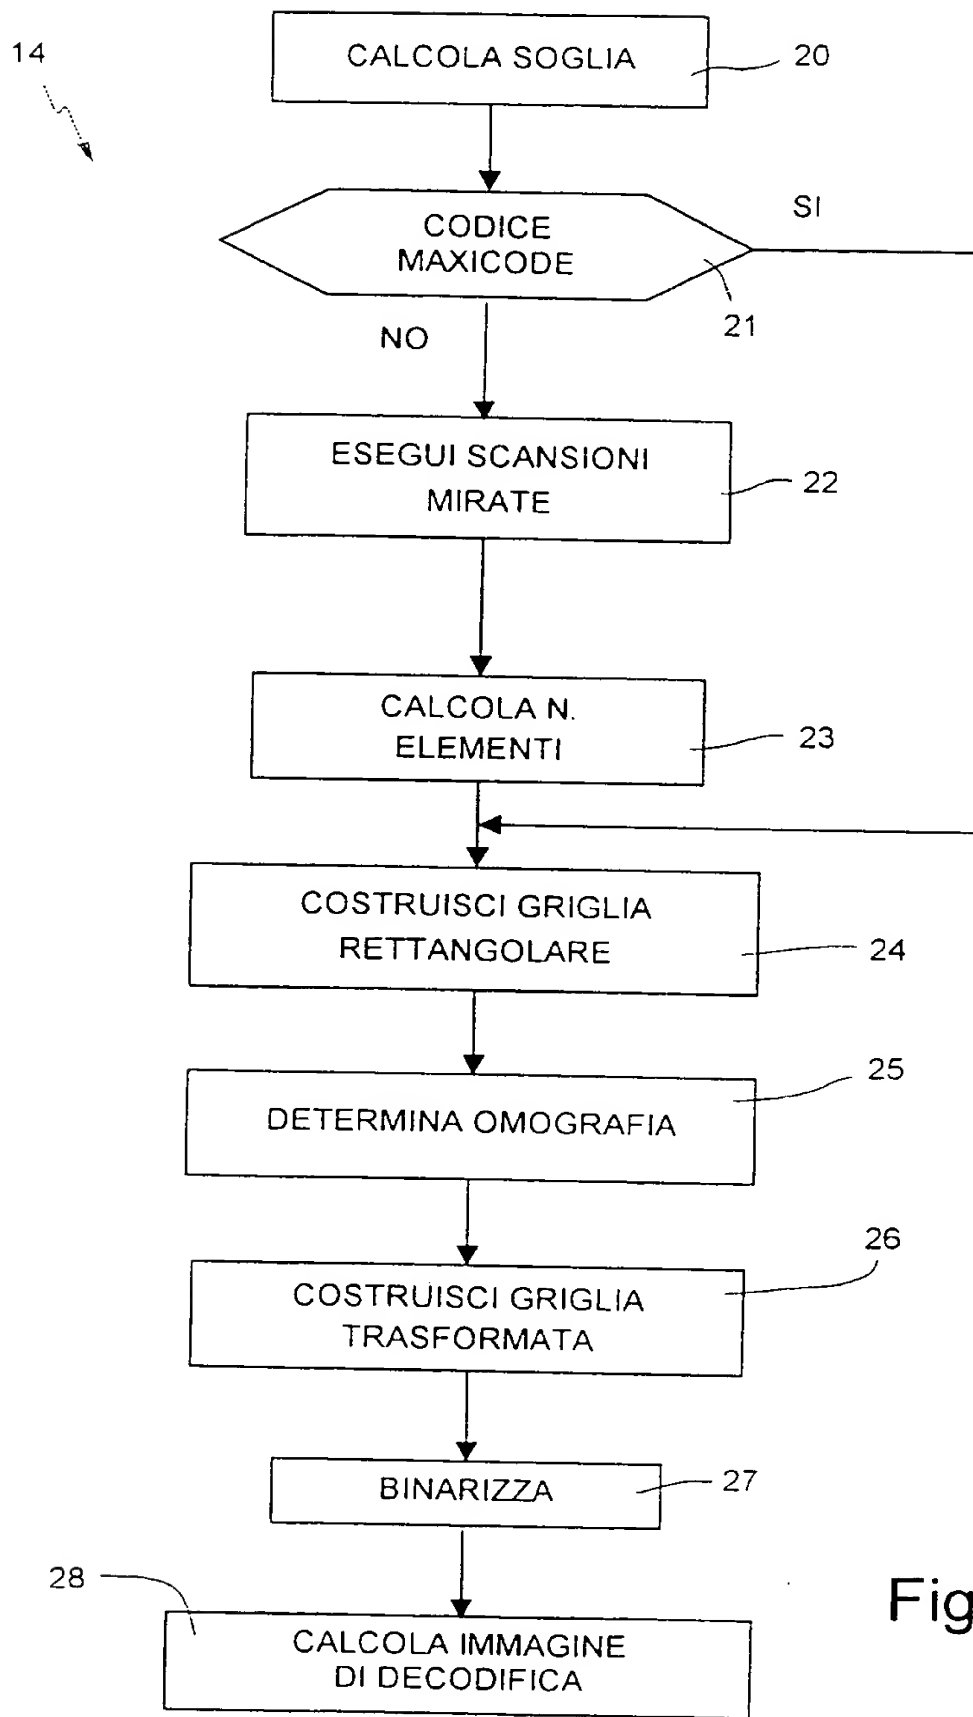 14
CALCOLA SOGLIA
20
CODICE
MAXICODE
SI
21
NO
ESEGUI SCANSIONI
MIRATE
22
CALCOLA N.
ELEMENTI
23
COSTRUISCI GRIGLIA
RETTANGOLARE
24
25
DETERMINA OMOGRAFIA
26
COSTRUISCI GRIGLIA
TRASFORMATA
BINARIZZA
27
28
CALCOLA IMMAGINE
DI DECODIFICA
Fig